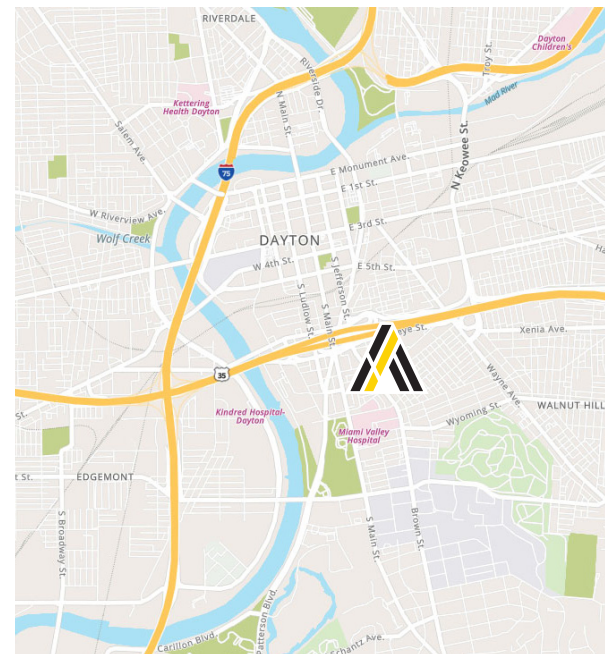 RIVERDALE
Dayton
Children's
Troy St.
Riverside Dr.
Kettering
Health Dayton
N Main St.
Mad River
Salem Ave.
N Keowee St.
E Monument Ave.
75
E 1st St.
W Riverview Ave.
E 3rd St.
Wolf Creek
DAYTON
W 4th St.
E 5th St.
S Jefferson St.
S Ludlow St.
S Main St.
Xenia Ave.
35
Wayne Ave.
Kindred Hospital-
Dayton
WALNUT HILL
Wyoming St.
Miami Valley
Hospital
EDGEMONT
S Broadway St.
S Main St.
Brown St.
Patterson Blvd.
Carillon Blvd.
Schantz Ave.